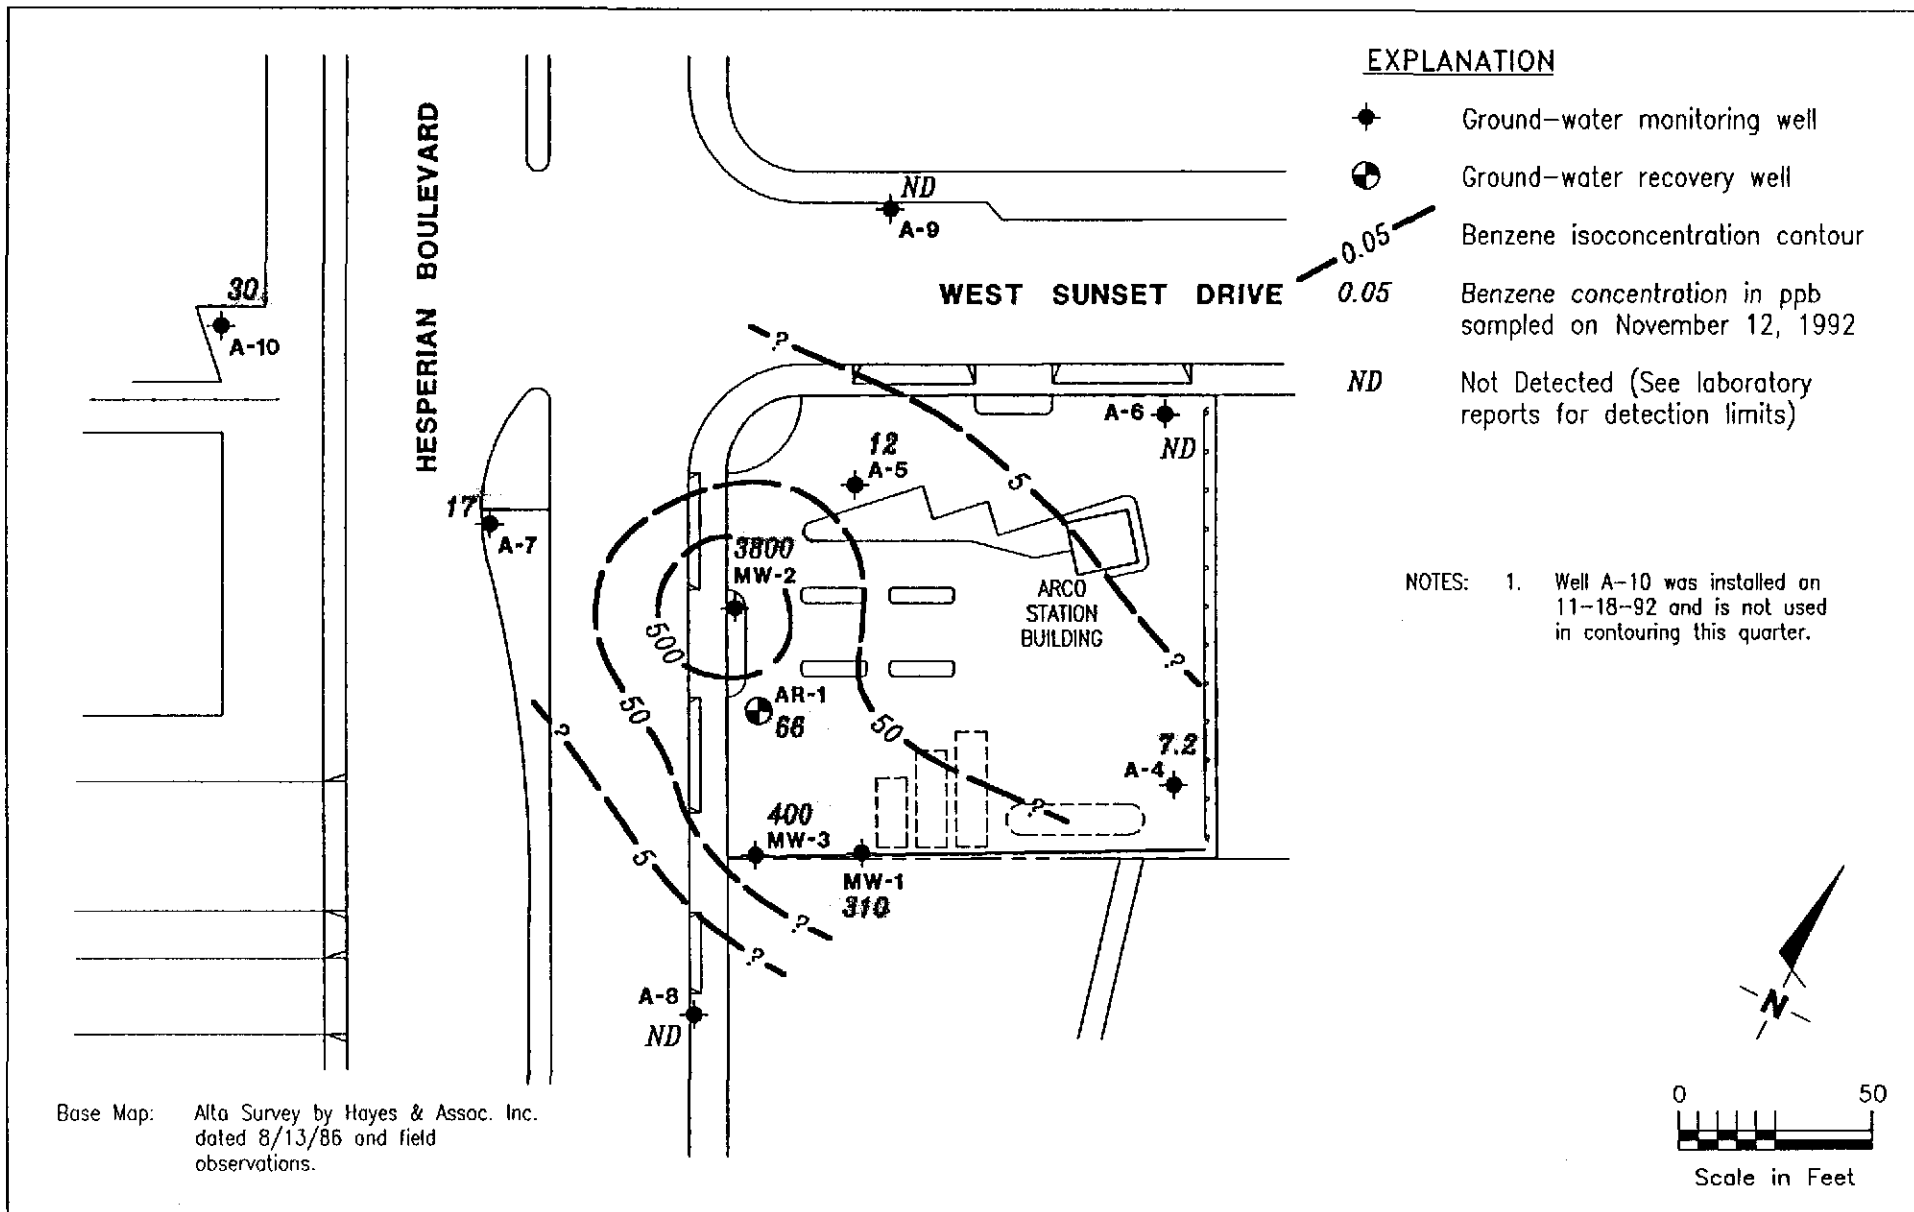 EXPLANATION
Ground-water monitoring well
Ground-water recovery well
0.05
Benzene isoconcentration contour
0.05
Benzene concentration in ppb
sampled on November 12, 1992
ND
Not Detected (See laboratory
reports for detection limits)
NOTES: 1. Well A-10 was installed on
11-18-92 and is not used
in contouring this quarter.
HESPERIAN BOULEVARD
WEST SUNSET DRIVE
ND
A-9
30
A-10
?
A-6
ND
12
A-5
5
17
A-7
3800
MW-2
500
ARCO
STATION
BUILDING
?
AR-1
66
50
50
?
7.2
A-4
?
400
MW-3
5
MW-1
310
?
?
A-8
ND
N
0 50
Scale in Feet
Base Map: Alta Survey by Hayes & Assoc. Inc.
dated 8/13/86 and field
observations.